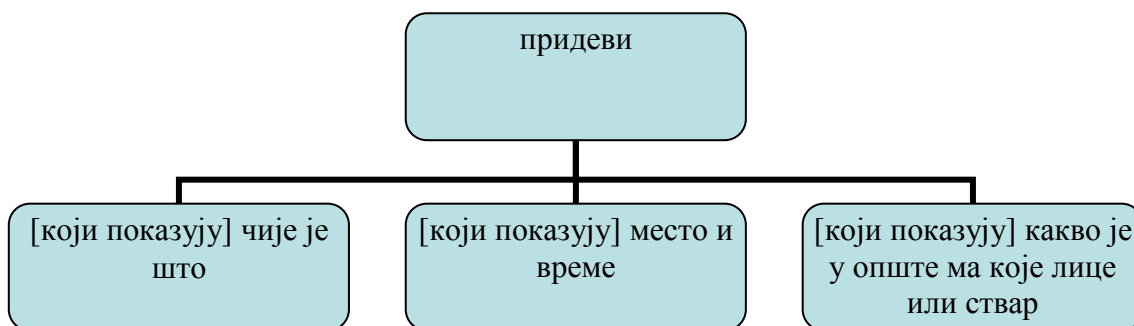 придеви
[који показују] чије је
што
[који показују] место и
време
[који показују] какво је
у опште ма које лице
или ствар